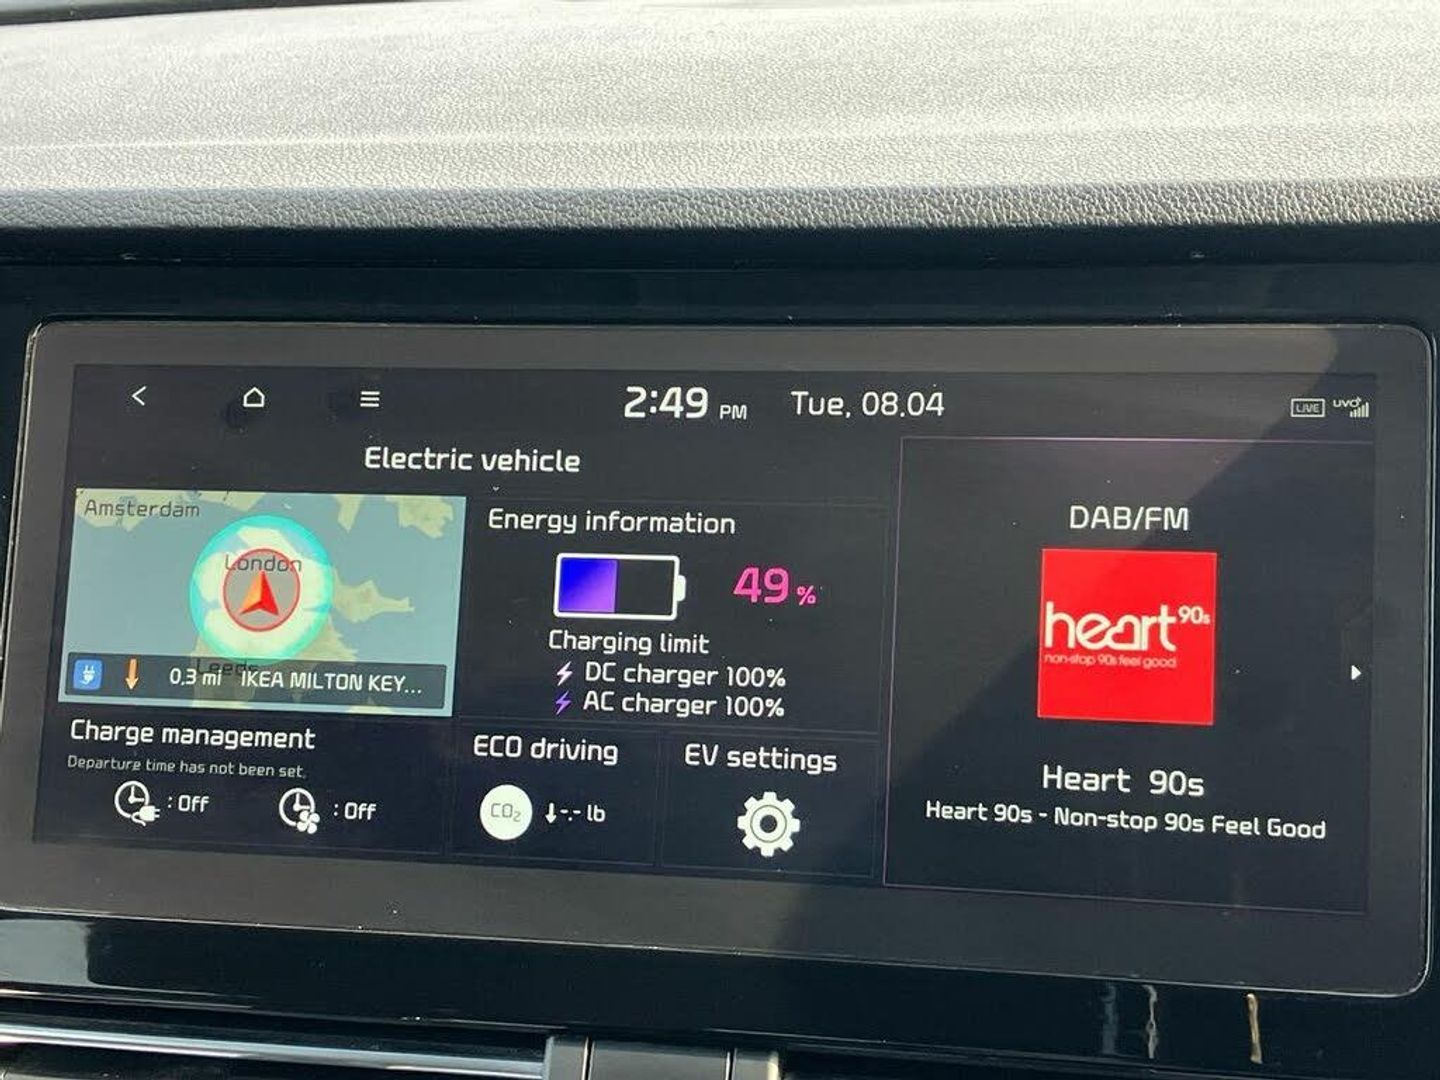 2:49 PM Tue, 08.04
LIVE UVO
Electric vehicle
Amsterdam
London
Leeds
0.3 mi IKEA MILTON KEY...
Energy information
49 %
Charging limit
DC charger 100%
AC charger 100%
Charge management
Departure time has not been set.
: Off : Off
ECO driving
CO₂ -.- lb
EV settings
DAB/FM
heart 90s
non-stop 90s feel good
Heart 90s
Heart 90s - Non-stop 90s Feel Good